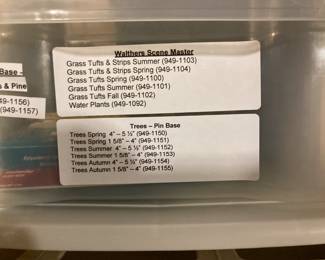 Base –
s & Pine
49-1156)
(949-1157)
Walthers Scene Master
Grass Tufts & Strips Summer (949-1103)
Grass Tufts & Strips Spring (949-1104)
Grass Tufts Spring (949-1100)
Grass Tufts Summer (949-1101)
Grass Tufts Fall (949-1102)
Water Plants (949-1092)
Trees – Pin Base
Trees Spring 4" – 5 ½" (949-1150)
Trees Spring 1 5/8" – 4" (949-1151)
Trees Summer 4" – 5 ½" (949-1152)
Trees Summer 1 5/8" – 4" (949-1153)
Trees Autumn 4" – 5 ½" (949-1154)
Trees Autumn 1 5/8" – 4" (949-1155)